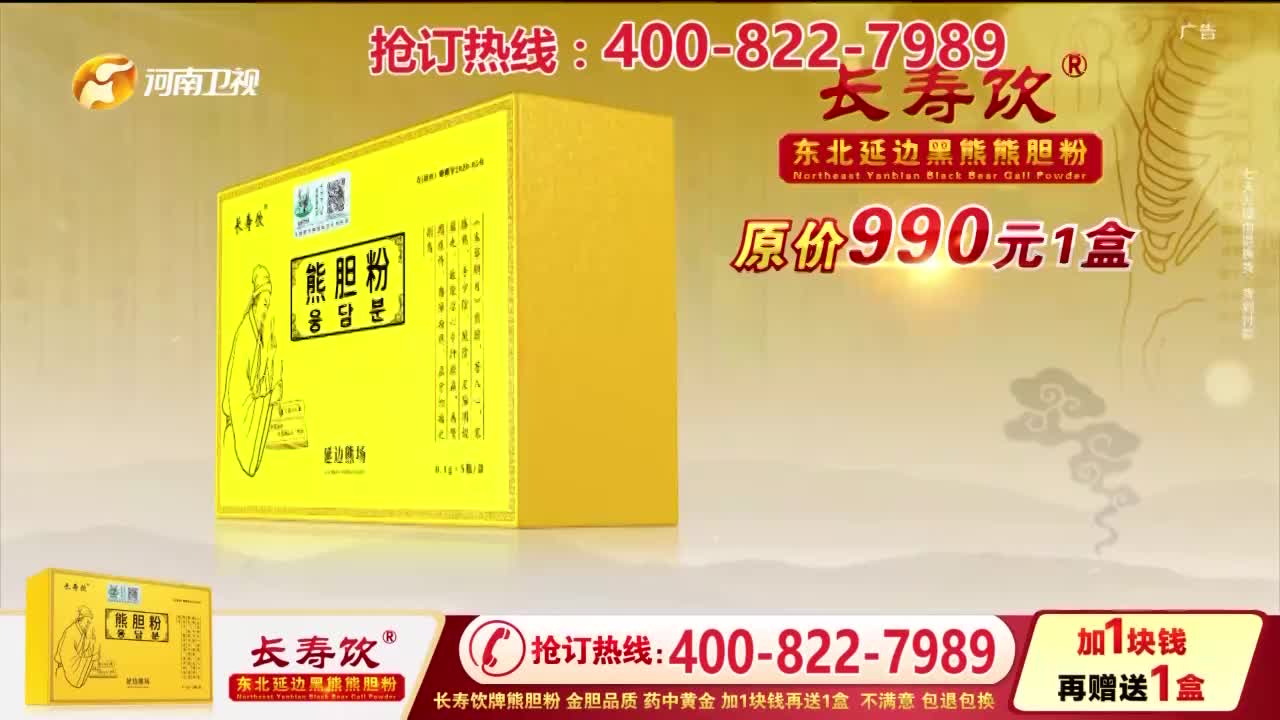 抢订热线：400-822-7989
广告
河南卫视
长寿饮®
东北延边黑熊熊胆粉
Northeast Yanbian Black Bear Gall Powder
原价990元1盒
长寿饮
熊胆粉
웅담분
延边熊场
0.1g×5瓶/盒
长寿饮
熊胆粉
웅담분
长寿饮®
东北延边黑熊熊胆粉
Northeast Yanbian Black Bear Gall Powder
抢订热线：400-822-7989
长寿饮牌熊胆粉 金胆品质 药中黄金 加1块钱再送1盒 不满意 包退包换
加1块钱
再赠送1盒